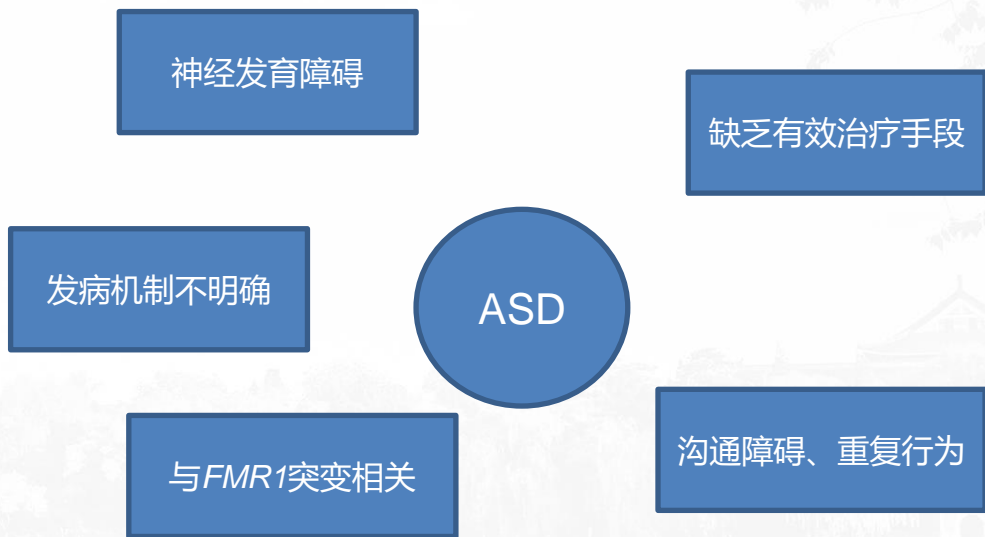 神经发育障碍
缺乏有效治疗手段
发病机制不明确
ASD
与FMR1突变相关
沟通障碍、重复行为